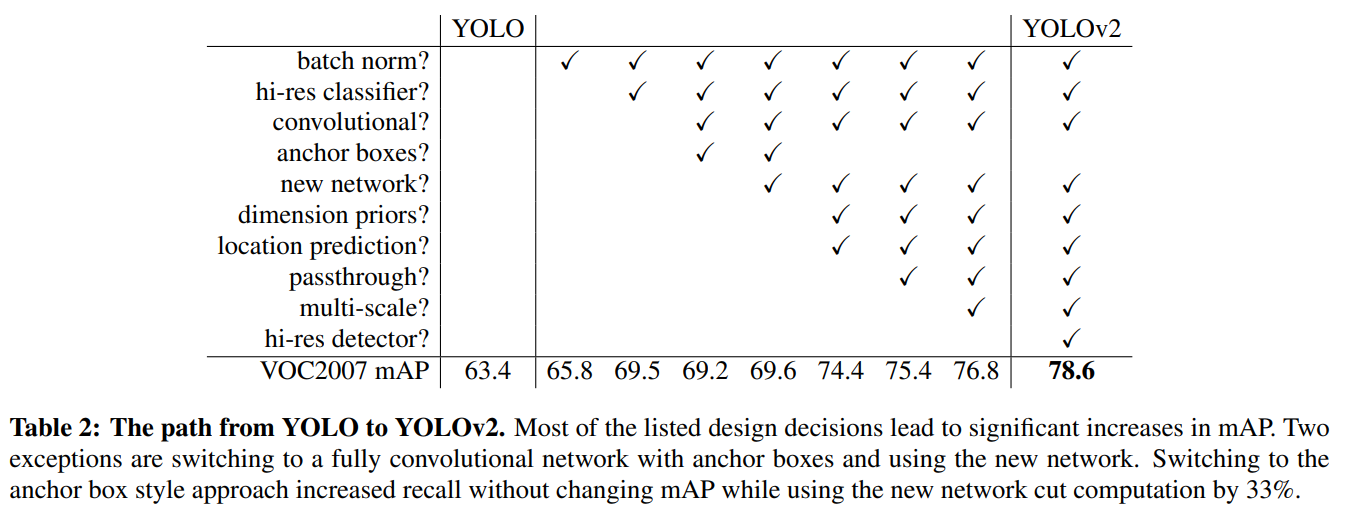 YOLO YOLOv2
batch norm? ✓ ✓ ✓ ✓ ✓ ✓ ✓ ✓
hi-res classifier? ✓ ✓ ✓ ✓ ✓ ✓ ✓
convolutional? ✓ ✓ ✓ ✓ ✓ ✓
anchor boxes? ✓ ✓
new network? ✓ ✓ ✓ ✓ ✓
dimension priors? ✓ ✓ ✓ ✓
location prediction? ✓ ✓ ✓ ✓
passthrough? ✓ ✓ ✓
multi-scale? ✓ ✓
hi-res detector? ✓
VOC2007 mAP 63.4 65.8 69.5 69.2 69.6 74.4 75.4 76.8 78.6
Table 2: The path from YOLO to YOLOv2. Most of the listed design decisions lead to significant increases in mAP. Two
exceptions are switching to a fully convolutional network with anchor boxes and using the new network. Switching to the
anchor box style approach increased recall without changing mAP while using the new network cut computation by 33%.